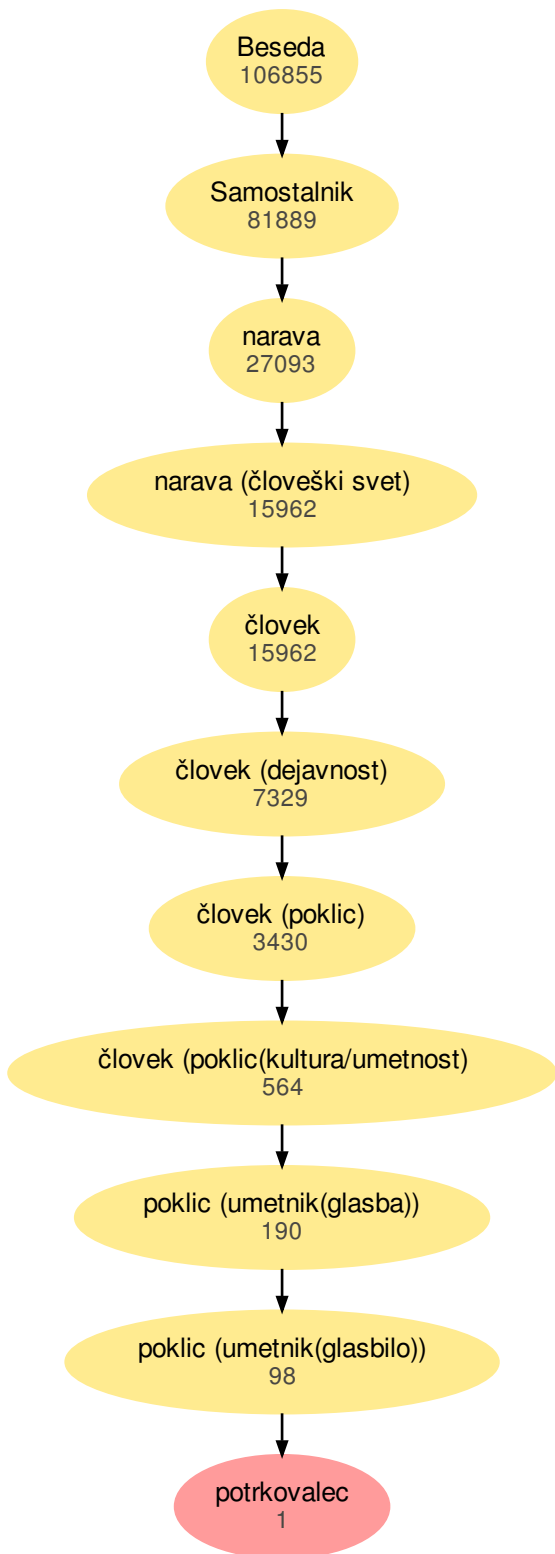 Beseda
106855
Samostalnik
81889
narava
27093
narava (človeški svet)
15962
človek
15962
človek (dejavnost)
7329
človek (poklic)
3430
človek (poklic(kultura/umetnost)
564
poklic (umetnik(glasba))
190
poklic (umetnik(glasbilo))
98
potrkovalec
1